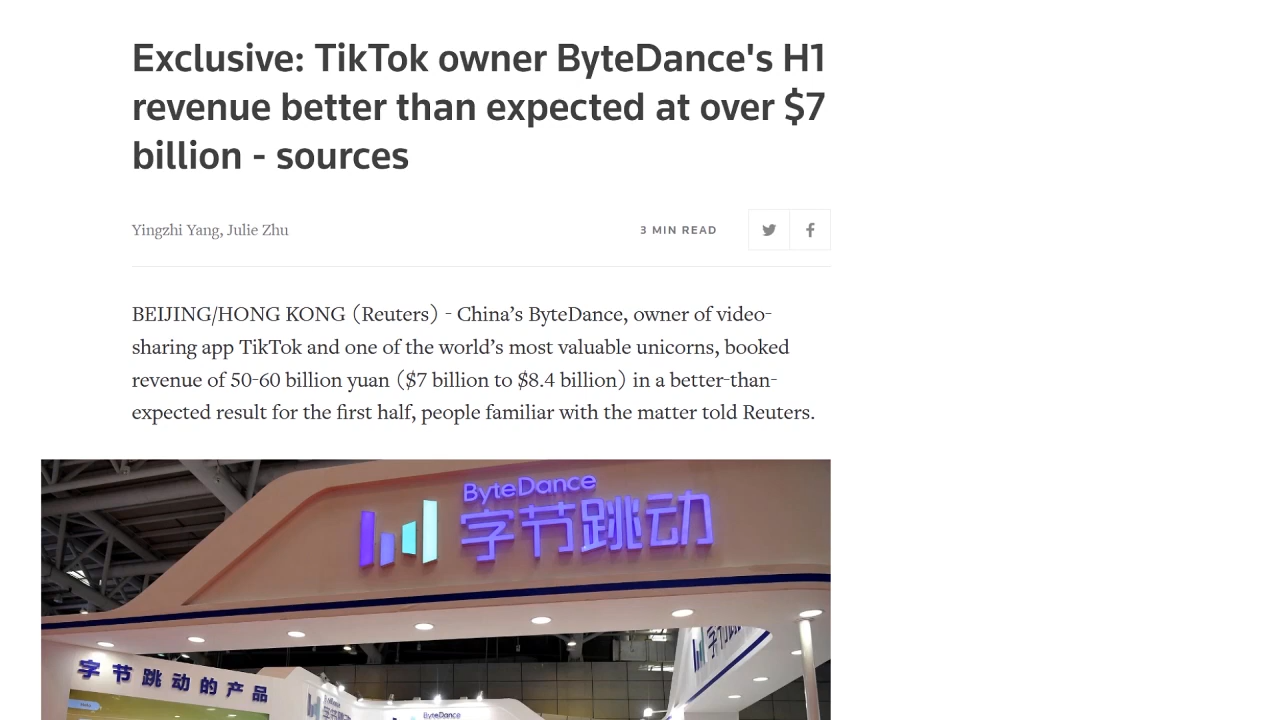 Exclusive: TikTok owner ByteDance's H1
revenue better than expected at over $7
billion - sources
Yingzhi Yang, Julie Zhu
3 MIN READ
BEIJING/HONG KONG (Reuters) - China’s ByteDance, owner of video-
sharing app TikTok and one of the world’s most valuable unicorns, booked
revenue of 50-60 billion yuan ($7 billion to $8.4 billion) in a better-than-
expected result for the first half, people familiar with the matter told Reuters.
ByteDance
字节跳动
字节跳动的产品
ByteDance